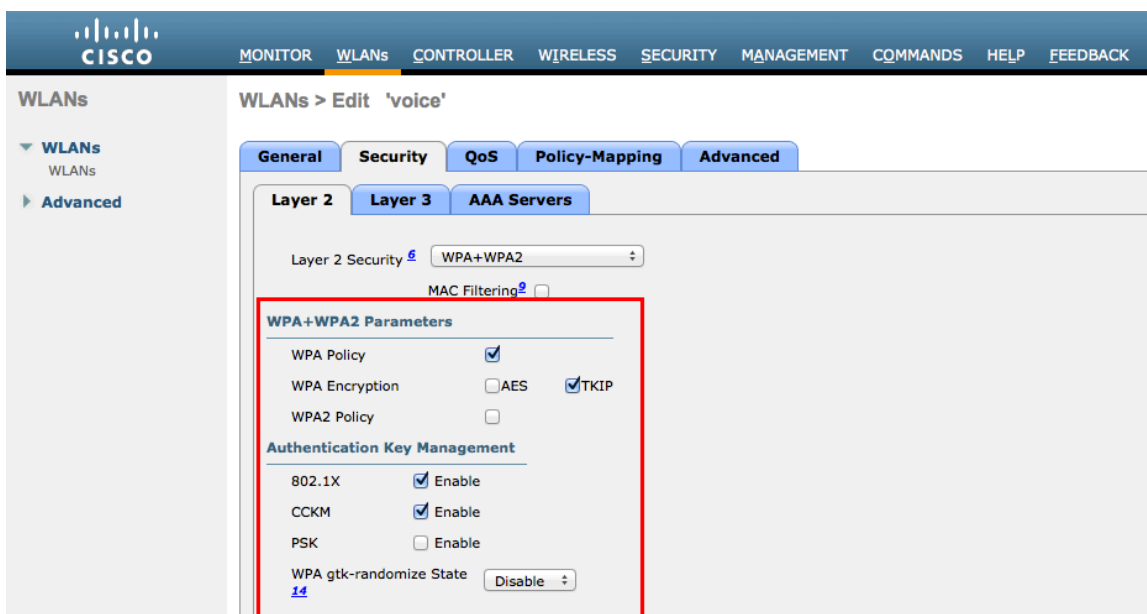 CISCO
MONITOR WLANs CONTROLLER WIRELESS SECURITY MANAGEMENT COMMANDS HELP FEEDBACK
WLANs
WLANs > Edit 'voice'
WLANs
WLANs
Advanced
General Security QoS Policy-Mapping Advanced
Layer 2 Layer 3 AAA Servers
Layer 2 Security 6 WPA+WPA2
MAC Filtering9
WPA+WPA2 Parameters
WPA Policy
WPA Encryption AES TKIP
WPA2 Policy
Authentication Key Management
802.1X Enable
CCKM Enable
PSK Enable
WPA gtk-randomize State Disable
14